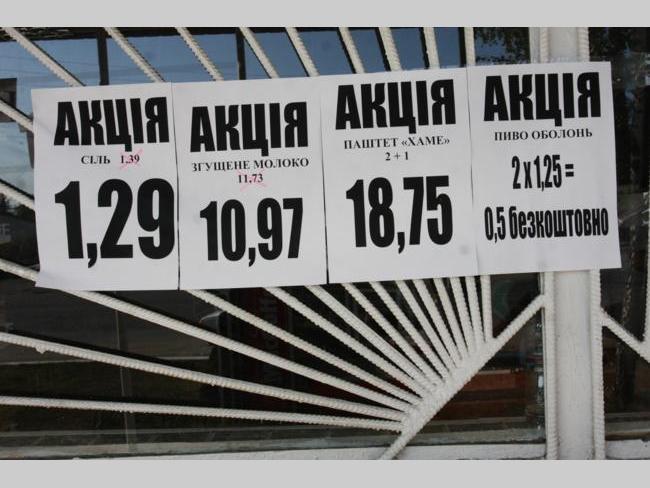 АКЦІЯ
СІЛЬ 1,39
1,29
АКЦІЯ
ЗГУЩЕНЕ МОЛОКО
11,73
10,97
АКЦІЯ
ПАШТЕТ «ХАМЕ»
2 + 1
18,75
АКЦІЯ
ПИВО ОБОЛОНЬ
2 х 1,25 =
0,5 безкоштовно